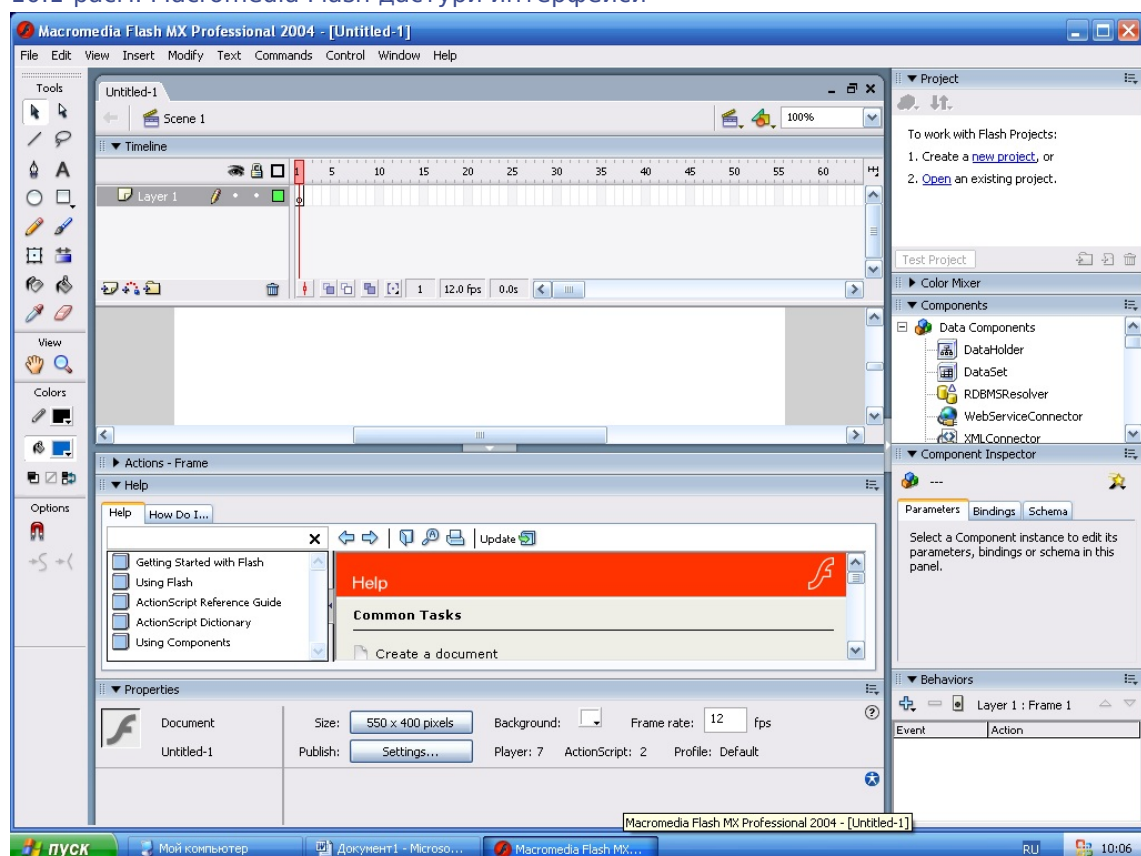 16.1-расм. Macromedia Flash дастури интерфейси
Macromedia Flash MX Professional 2004 - [Untitled-1]
File Edit View Insert Modify Text Commands Control Window Help
Tools
View
Colors
Options
Untitled-1
Scene 1
100%
Timeline
1 5 10 15 20 25 30 35 40 45 50 55 60
Layer 1
1 12.0 fps 0.0s
Actions - Frame
Help
Help How Do I...
Update
Getting Started with Flash
Using Flash
ActionScript Reference Guide
ActionScript Dictionary
Using Components
Help
Common Tasks
Create a document
Properties
Document
Untitled-1
Size: 550 x 400 pixels Background: Frame rate: 12 fps
Publish: Settings... Player: 7 ActionScript: 2 Profile: Default
Project
To work with Flash Projects:
1. Create a new project, or
2. Open an existing project.
Test Project
Color Mixer
Components
Data Components
DataHolder
DataSet
RDBMSResolver
WebServiceConnector
XMLConnector
Component Inspector
---
Parameters Bindings Schema
Select a Component instance to edit its
parameters, bindings or schema in this
panel.
Behaviors
Layer 1 : Frame 1
Event Action
Macromedia Flash MX Professional 2004 - [Untitled-1]
пуск Мой компьютер Документ1 - Microso... Macromedia Flash MX... RU 10:06